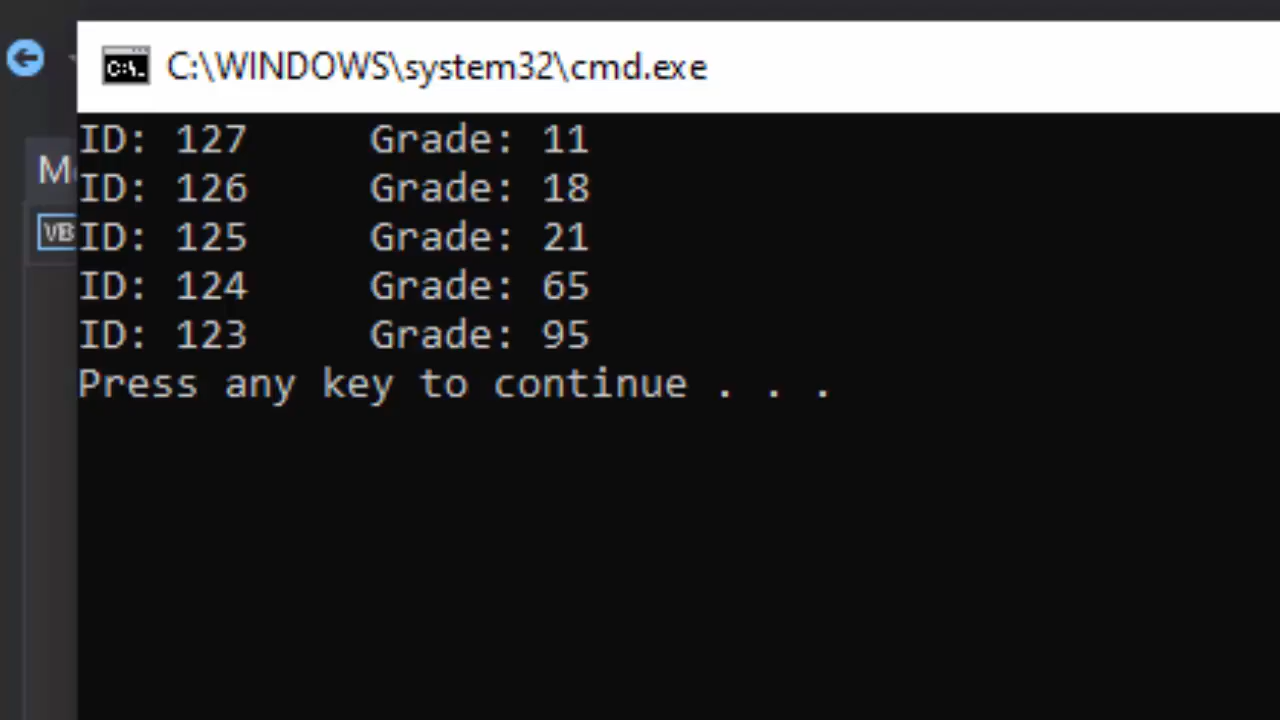 C:\WINDOWS\system32\cmd.exe
C:\.
ID: 127 Grade: 11
ID: 126 Grade: 18
ID: 125 Grade: 21
ID: 124 Grade: 65
ID: 123 Grade: 95
Press any key to continue . . .
VB